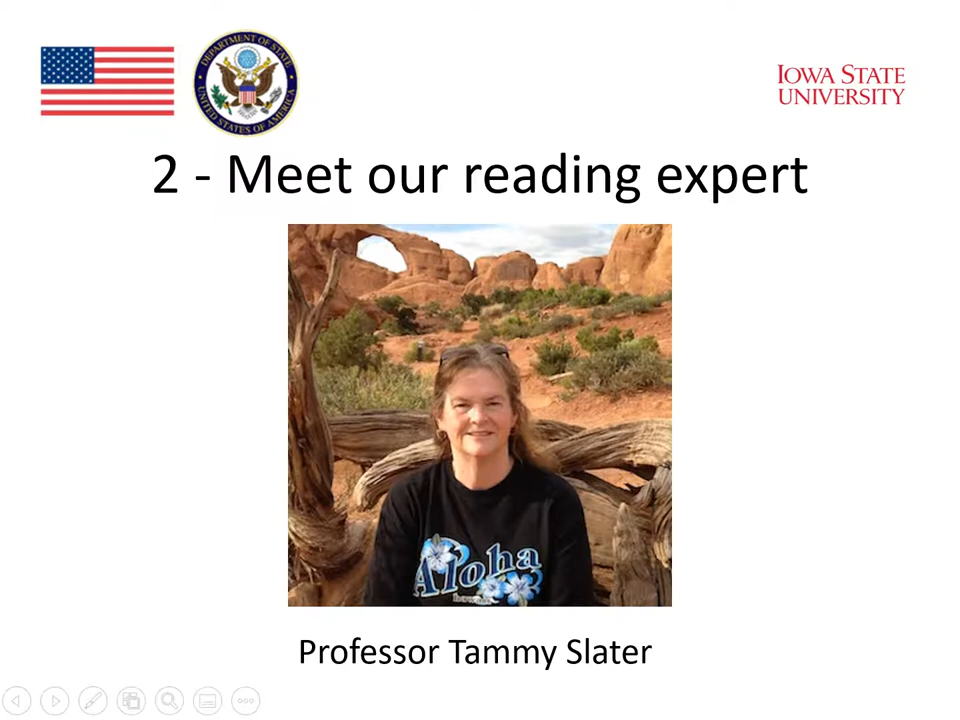 DEPARTMENT OF STATE
UNITED STATES OF AMERICA
IOWA STATE
UNIVERSITY
2 - Meet our reading expert
Aloha
Professor Tammy Slater